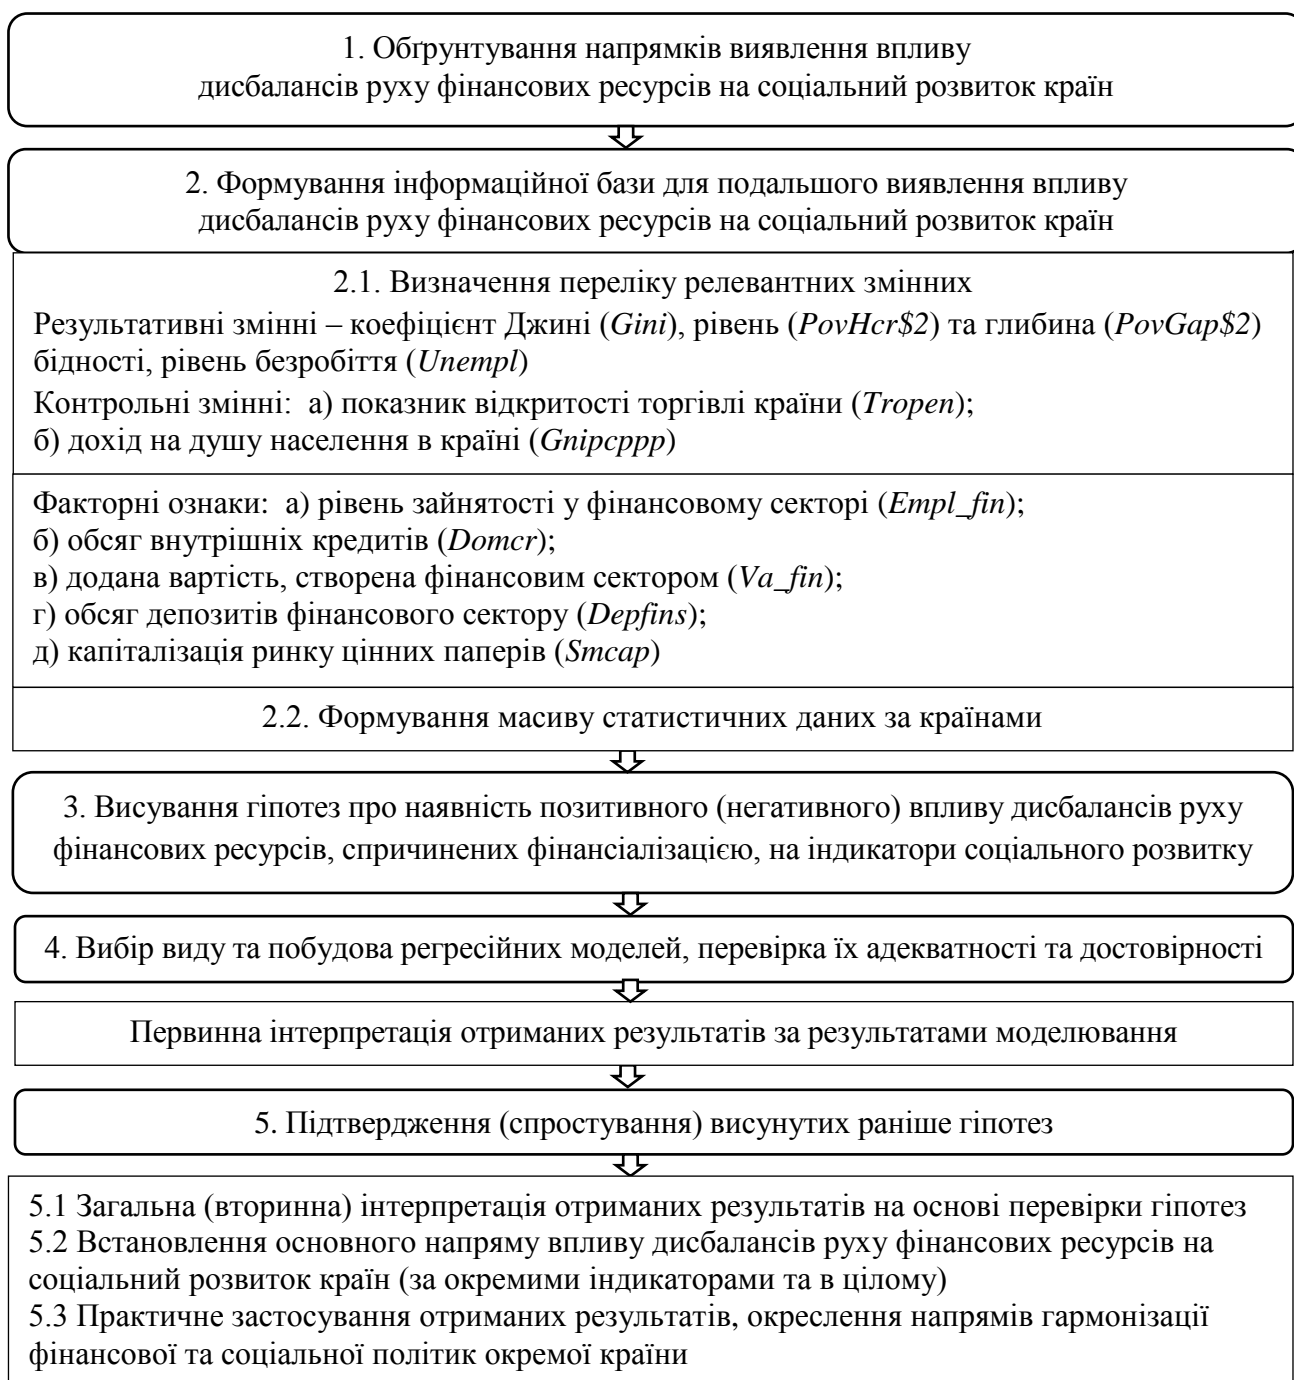 1. Обґрунтування напрямків виявлення впливу
дисбалансів руху фінансових ресурсів на соціальний розвиток країн
2. Формування інформаційної бази для подальшого виявлення впливу
дисбалансів руху фінансових ресурсів на соціальний розвиток країн
2.1. Визначення переліку релевантних змінних
Результативні змінні – коефіцієнт Джині (Gini), рівень (PovHcr$2) та глибина (PovGap$2)
бідності, рівень безробіття (Unempl)
Контрольні змінні: а) показник відкритості торгівлі країни (Tropen);
б) дохід на душу населення в країні (Gnipcppp)
Факторні ознаки: а) рівень зайнятості у фінансовому секторі (Empl_fin);
б) обсяг внутрішніх кредитів (Domcr);
в) додана вартість, створена фінансовим сектором (Va_fin);
г) обсяг депозитів фінансового сектору (Depfins);
д) капіталізація ринку цінних паперів (Smcap)
2.2. Формування масиву статистичних даних за країнами
3. Висування гіпотез про наявність позитивного (негативного) впливу дисбалансів руху
фінансових ресурсів, спричинених фінансіалізацією, на індикатори соціального розвитку
4. Вибір виду та побудова регресійних моделей, перевірка їх адекватності та достовірності
Первинна інтерпретація отриманих результатів за результатами моделювання
5. Підтвердження (спростування) висунутих раніше гіпотез
5.1 Загальна (вторинна) інтерпретація отриманих результатів на основі перевірки гіпотез
5.2 Встановлення основного напряму впливу дисбалансів руху фінансових ресурсів на
соціальний розвиток країн (за окремими індикаторами та в цілому)
5.3 Практичне застосування отриманих результатів, окреслення напрямів гармонізації
фінансової та соціальної політик окремої країни